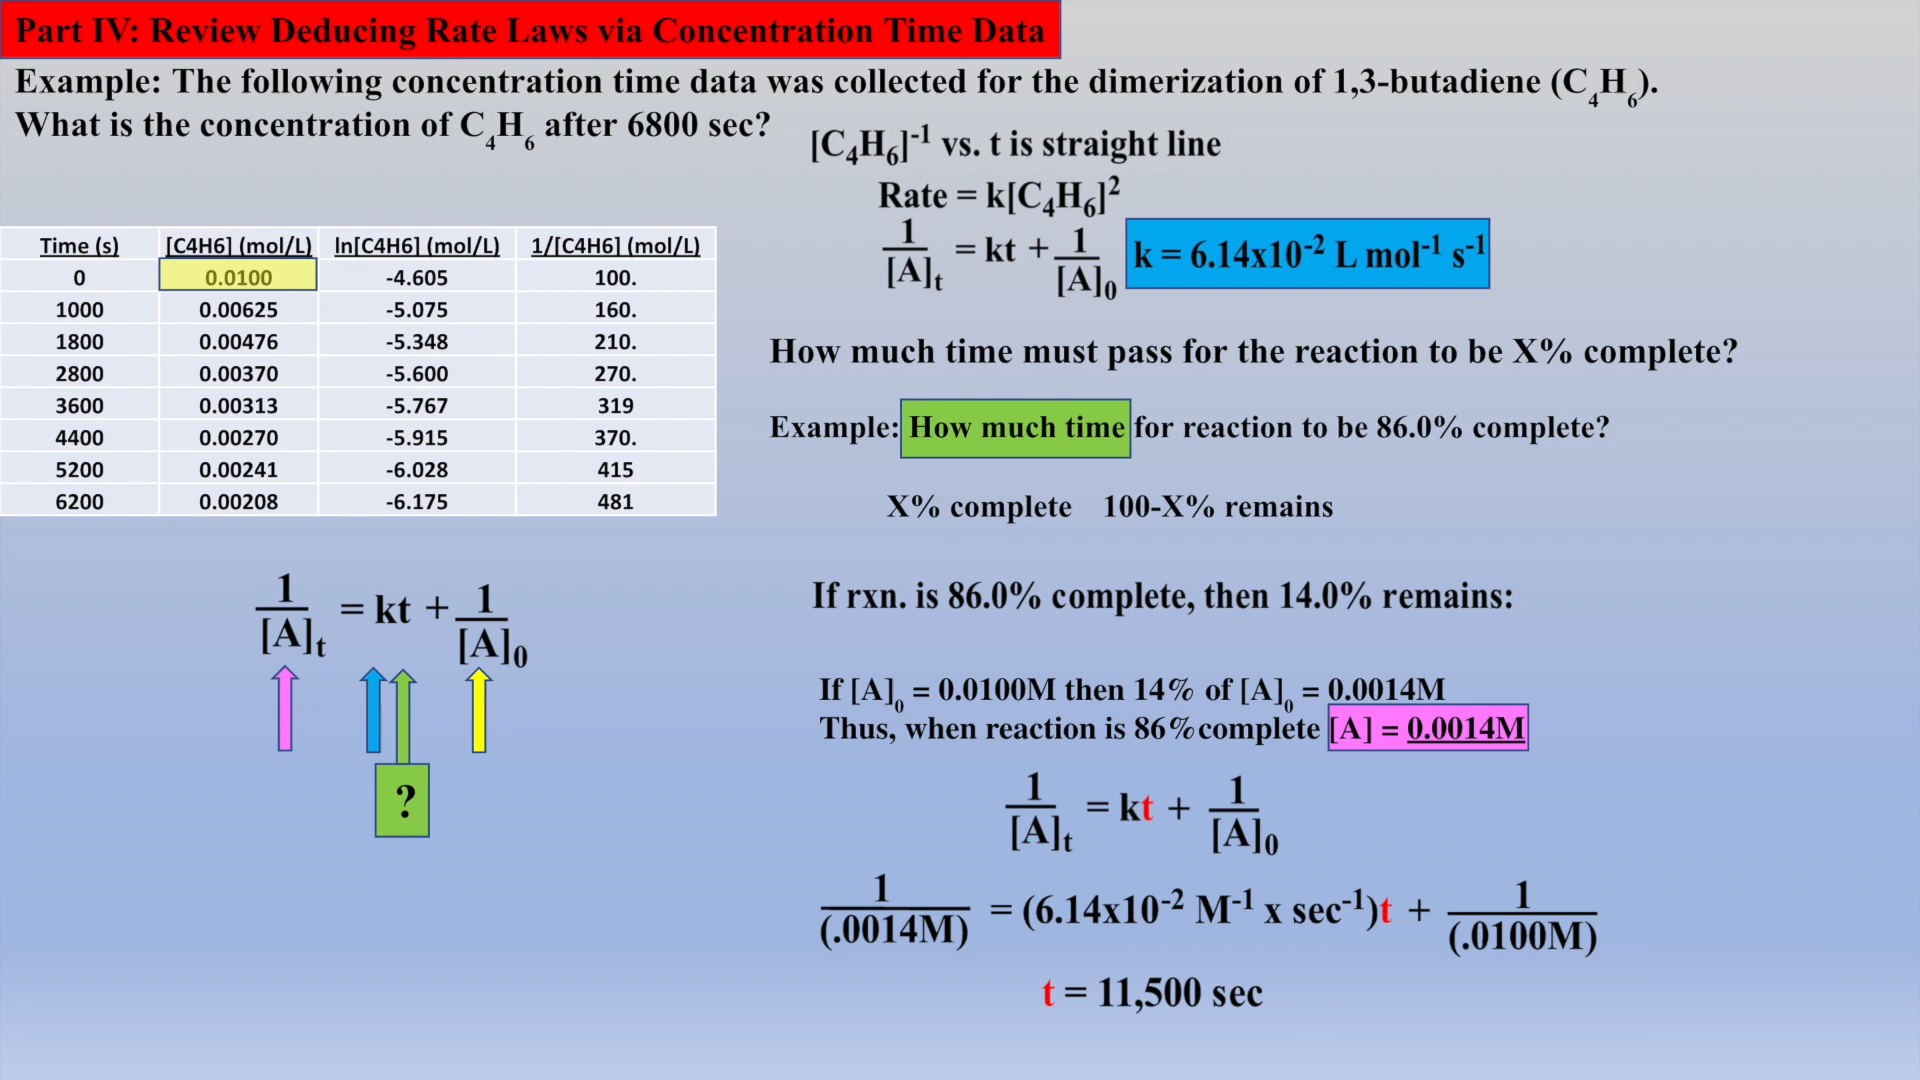 Part IV: Review Deducing Rate Laws via Concentration Time Data
Example: The following concentration time data was collected for the dimerization of 1,3-butadiene (C₄H₆).
What is the concentration of C₄H₆ after 6800 sec?
[C₄H₆]⁻¹ vs. t is straight line
Rate = k[C₄H₆]²
1/[A]ₜ = kt + 1/[A]₀
k = 6.14x10⁻² L mol⁻¹ s⁻¹
Time (s) [C4H6] (mol/L) ln[C4H6] (mol/L) 1/[C4H6] (mol/L)
0 0.0100 -4.605 100.
1000 0.00625 -5.075 160.
1800 0.00476 -5.348 210.
2800 0.00370 -5.600 270.
3600 0.00313 -5.767 319
4400 0.00270 -5.915 370.
5200 0.00241 -6.028 415
6200 0.00208 -6.175 481
1/[A]ₜ = kt + 1/[A]₀
?
How much time must pass for the reaction to be X% complete?
Example: How much time for reaction to be 86.0% complete?
X% complete 100-X% remains
If rxn. is 86.0% complete, then 14.0% remains:
If [A]₀ = 0.0100M then 14% of [A]₀ = 0.0014M
Thus, when reaction is 86% complete [A] = 0.0014M
1/[A]ₜ = kt + 1/[A]₀
1/(.0014M) = (6.14x10⁻² M⁻¹ x sec⁻¹)t + 1/(.0100M)
t = 11,500 sec